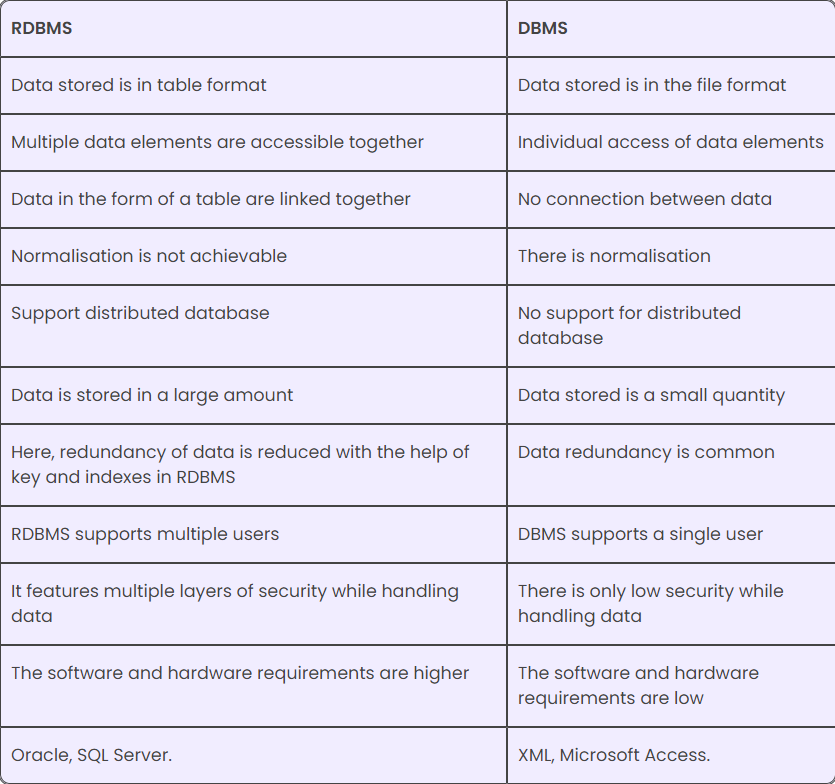 RDBMS
DBMS
Data stored is in table format
Data stored is in the file format
Multiple data elements are accessible together
Individual access of data elements
Data in the form of a table are linked together
No connection between data
Normalisation is not achievable
There is normalisation
Support distributed database
No support for distributed
database
Data is stored in a large amount
Data stored is a small quantity
Here, redundancy of data is reduced with the help of
key and indexes in RDBMS
Data redundancy is common
RDBMS supports multiple users
DBMS supports a single user
It features multiple layers of security while handling
data
There is only low security while
handling data
The software and hardware requirements are higher
The software and hardware
requirements are low
Oracle, SQL Server.
XML, Microsoft Access.